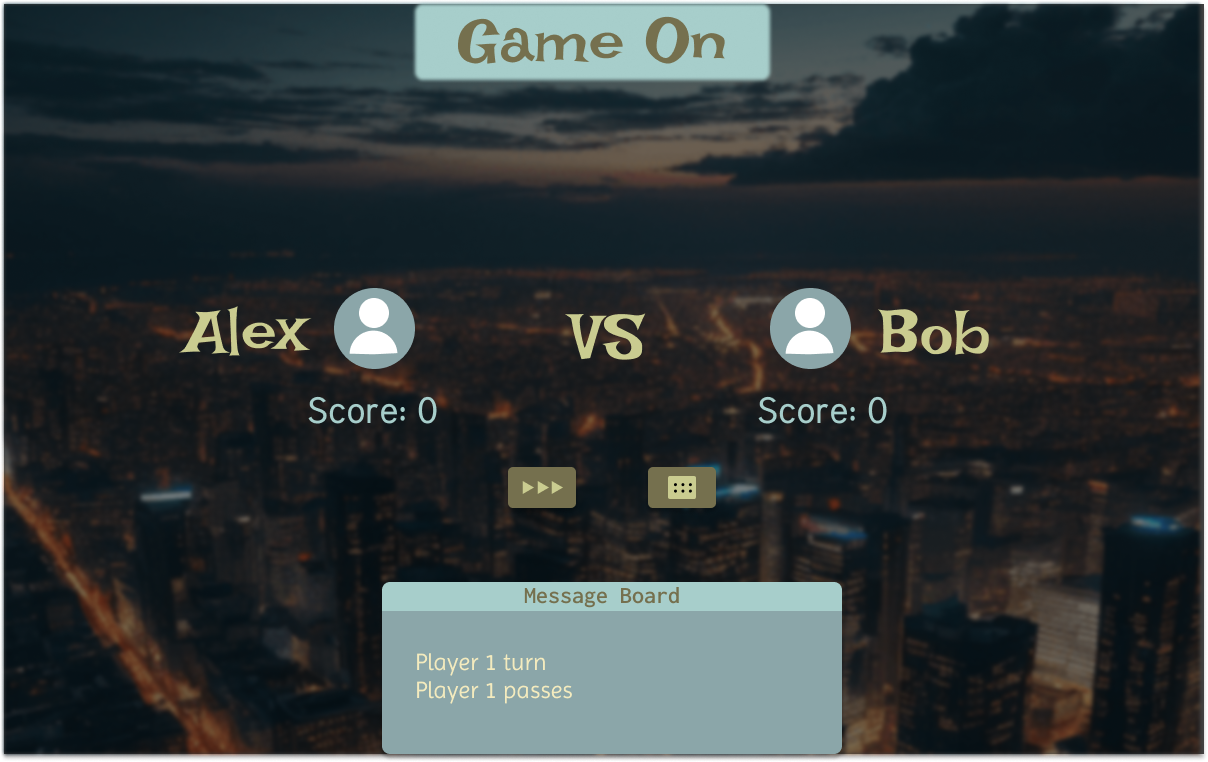 Game On
Alex VS Bob
Score: 0 Score: 0
Message Board
Player 1 turn
Player 1 passes